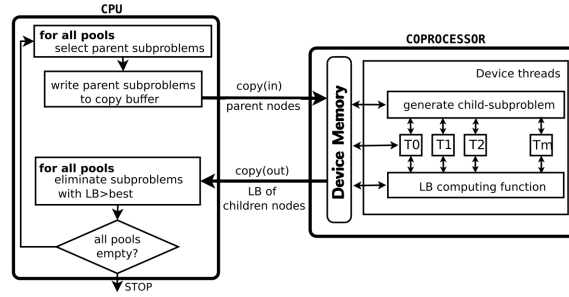 CPU
for all pools
select parent subproblems
write parent subproblems
to copy buffer
copy(in)
parent nodes
for all pools
eliminate subproblems
with LB>best
copy(out)
LB of
children nodes
all pools
empty?
STOP
COPROCESSOR
Device Memory
Device threads
generate child-subproblem
T0 T1 T2 Tm
LB computing function